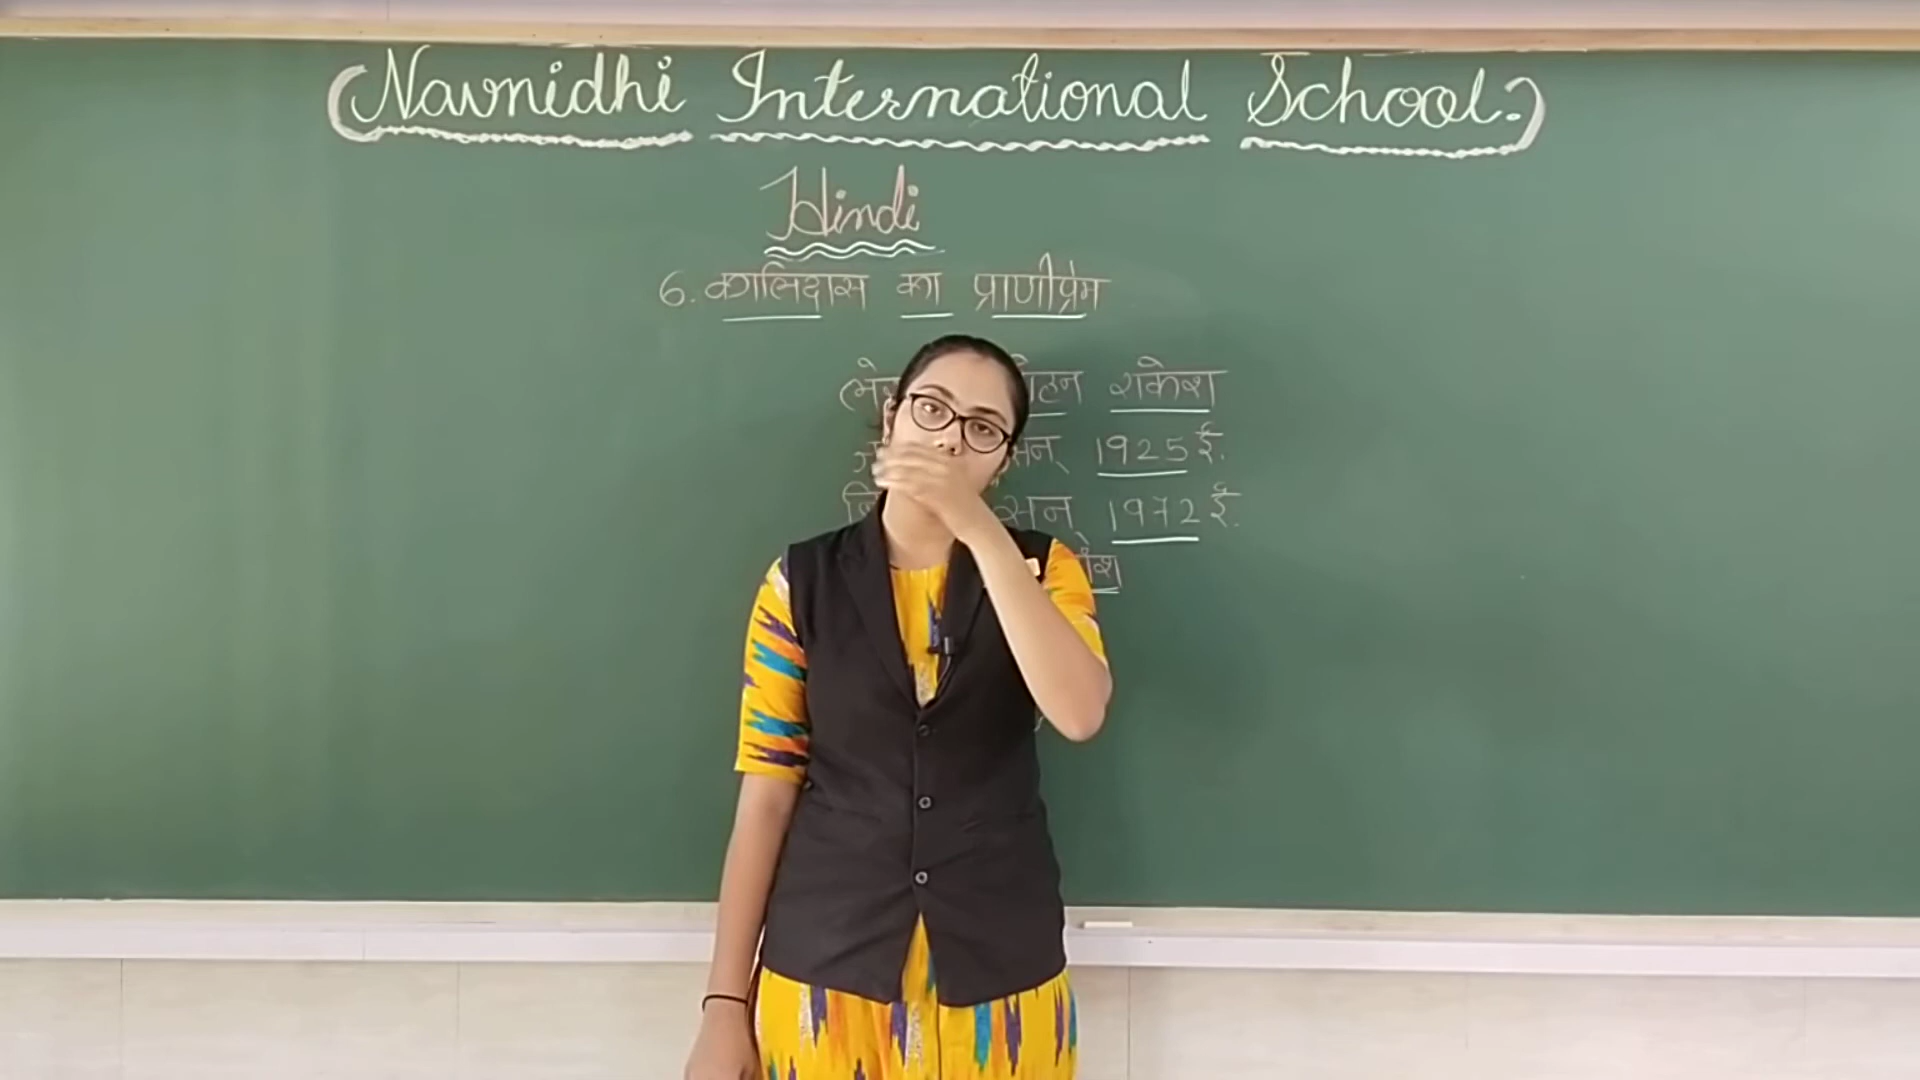 (Navnidhi International School.)
Hindi
6. कालिदास का प्राणीप्रेम
राकेश
सन् 1925 ई.
सन् 1972 ई.